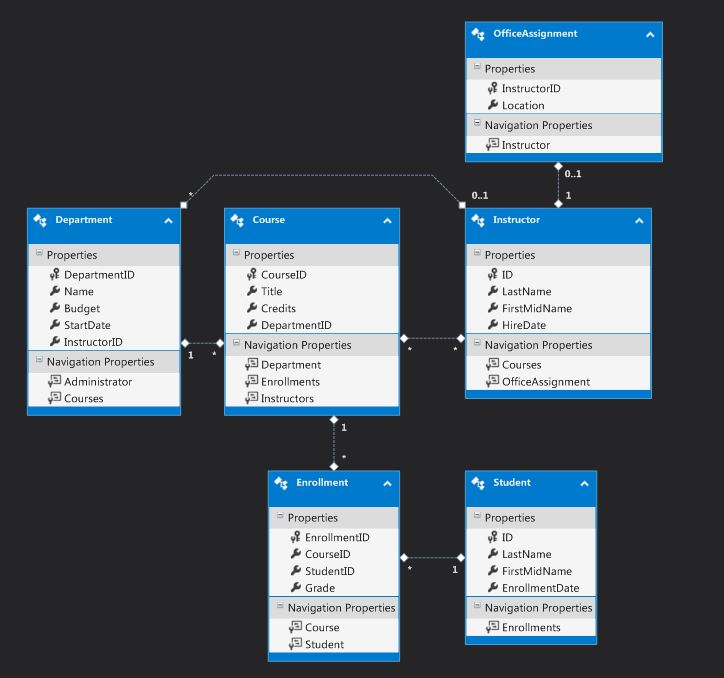 OfficeAssignment
Properties
InstructorID
Location
Navigation Properties
Instructor
0..1
1
*
0..1
Department
Properties
DepartmentID
Name
Budget
StartDate
InstructorID
Navigation Properties
Administrator
Courses
1
*
Course
Properties
CourseID
Title
Credits
DepartmentID
Navigation Properties
Department
Enrollments
Instructors
*
*
Instructor
Properties
ID
LastName
FirstMidName
HireDate
Navigation Properties
Courses
OfficeAssignment
1
*
Enrollment
Properties
EnrollmentID
CourseID
StudentID
Grade
Navigation Properties
Course
Student
*
1
Student
Properties
ID
LastName
FirstMidName
EnrollmentDate
Navigation Properties
Enrollments